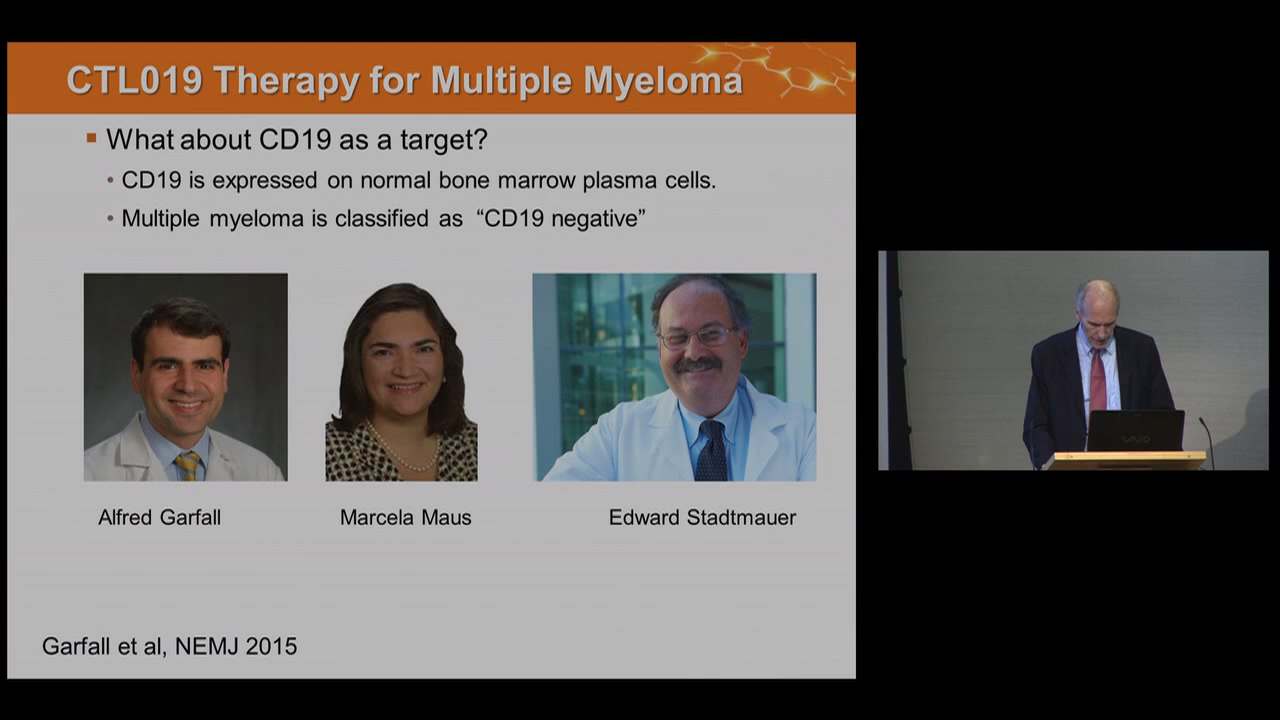 CTL019 Therapy for Multiple Myeloma
What about CD19 as a target?
CD19 is expressed on normal bone marrow plasma cells.
Multiple myeloma is classified as “CD19 negative”
Alfred Garfall
Marcela Maus
Edward Stadtmauer
Garfall et al, NEMJ 2015
VAIO